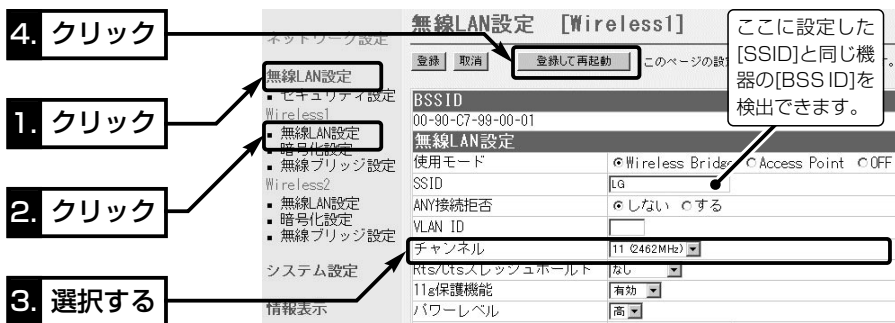 4. クリック
1. クリック
2. クリック
3. 選択する
ネットワーク設定
無線LAN設定
■ セキュリティ設定
Wireless1
■ 無線LAN設定
■ 暗号化設定
■ 無線ブリッジ設定
Wireless2
■ 無線LAN設定
■ 暗号化設定
■ 無線ブリッジ設定
システム設定
情報表示
無線LAN設定 [Wireless1]
登録 取消 登録して再起動 このページの設
す。
ここに設定した
[SSID]と同じ機
器の[BSS ID]を
検出できます。
BSSID
00-90-C7-99-00-01
無線LAN設定
使用モード Wireless Bridge Access Point OFF
SSID LG
ANY接続拒否 しない する
VLAN ID
チャンネル 11 (2462MHz)
Rts/Ctsスレッショホールド なし
11g保護機能 有効
パワーレベル 高